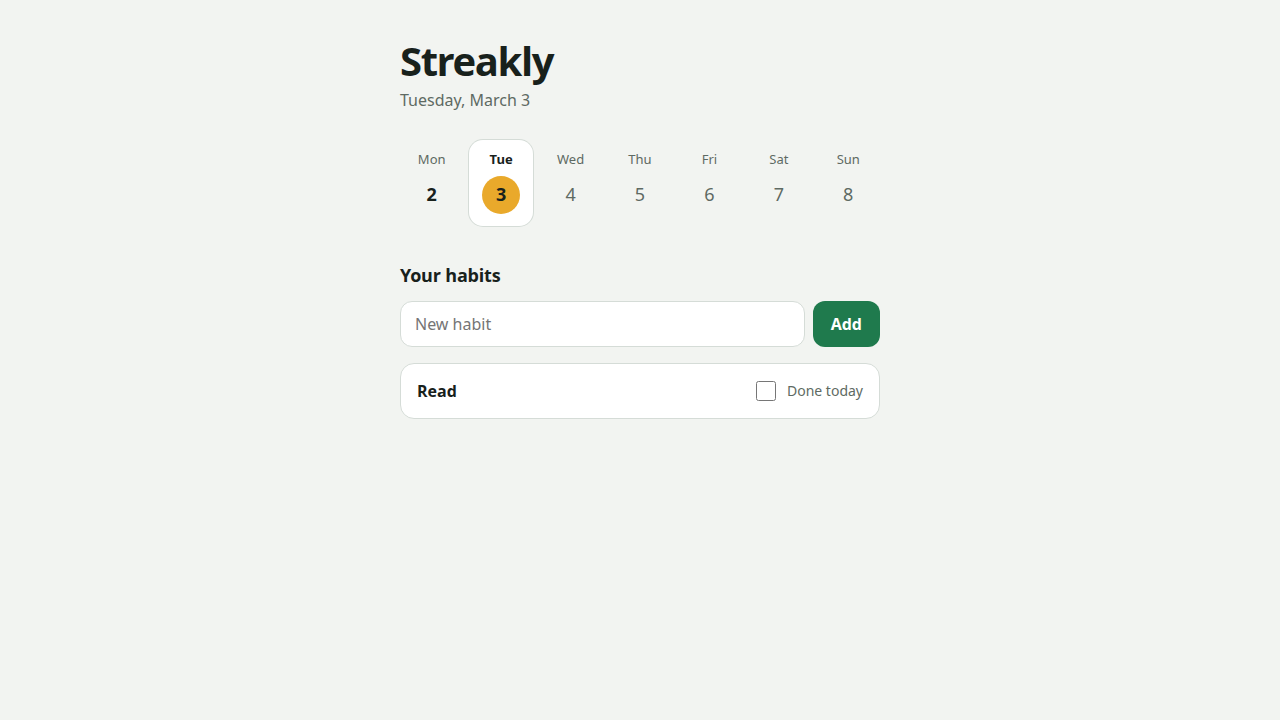 Streakly
Tuesday, March 3
Mon Tue Wed Thu Fri Sat Sun
2 3 4 5 6 7 8
Your habits
New habit Add
Read Done today